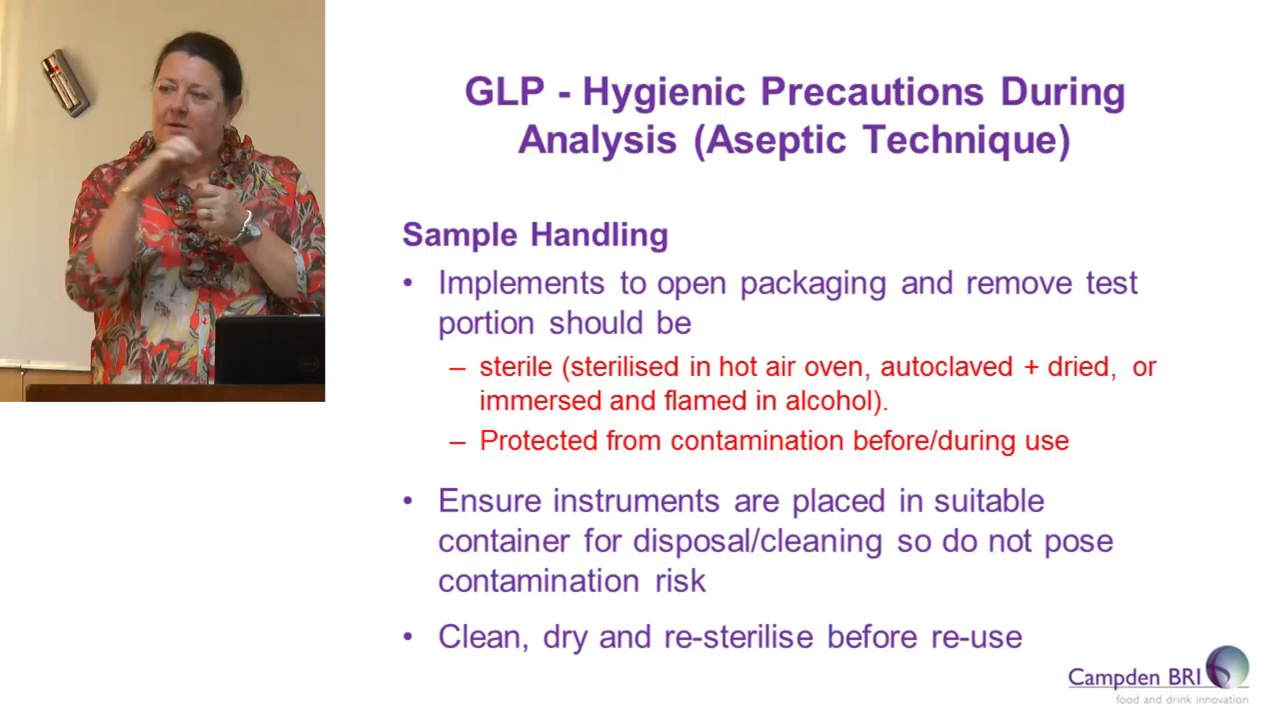 GLP - Hygienic Precautions During
Analysis (Aseptic Technique)
Sample Handling
• Implements to open packaging and remove test
portion should be
– sterile (sterilised in hot air oven, autoclaved + dried, or
immersed and flamed in alcohol).
– Protected from contamination before/during use
• Ensure instruments are placed in suitable
container for disposal/cleaning so do not pose
contamination risk
• Clean, dry and re-sterilise before re-use
Campden BRI
food and drink innovation